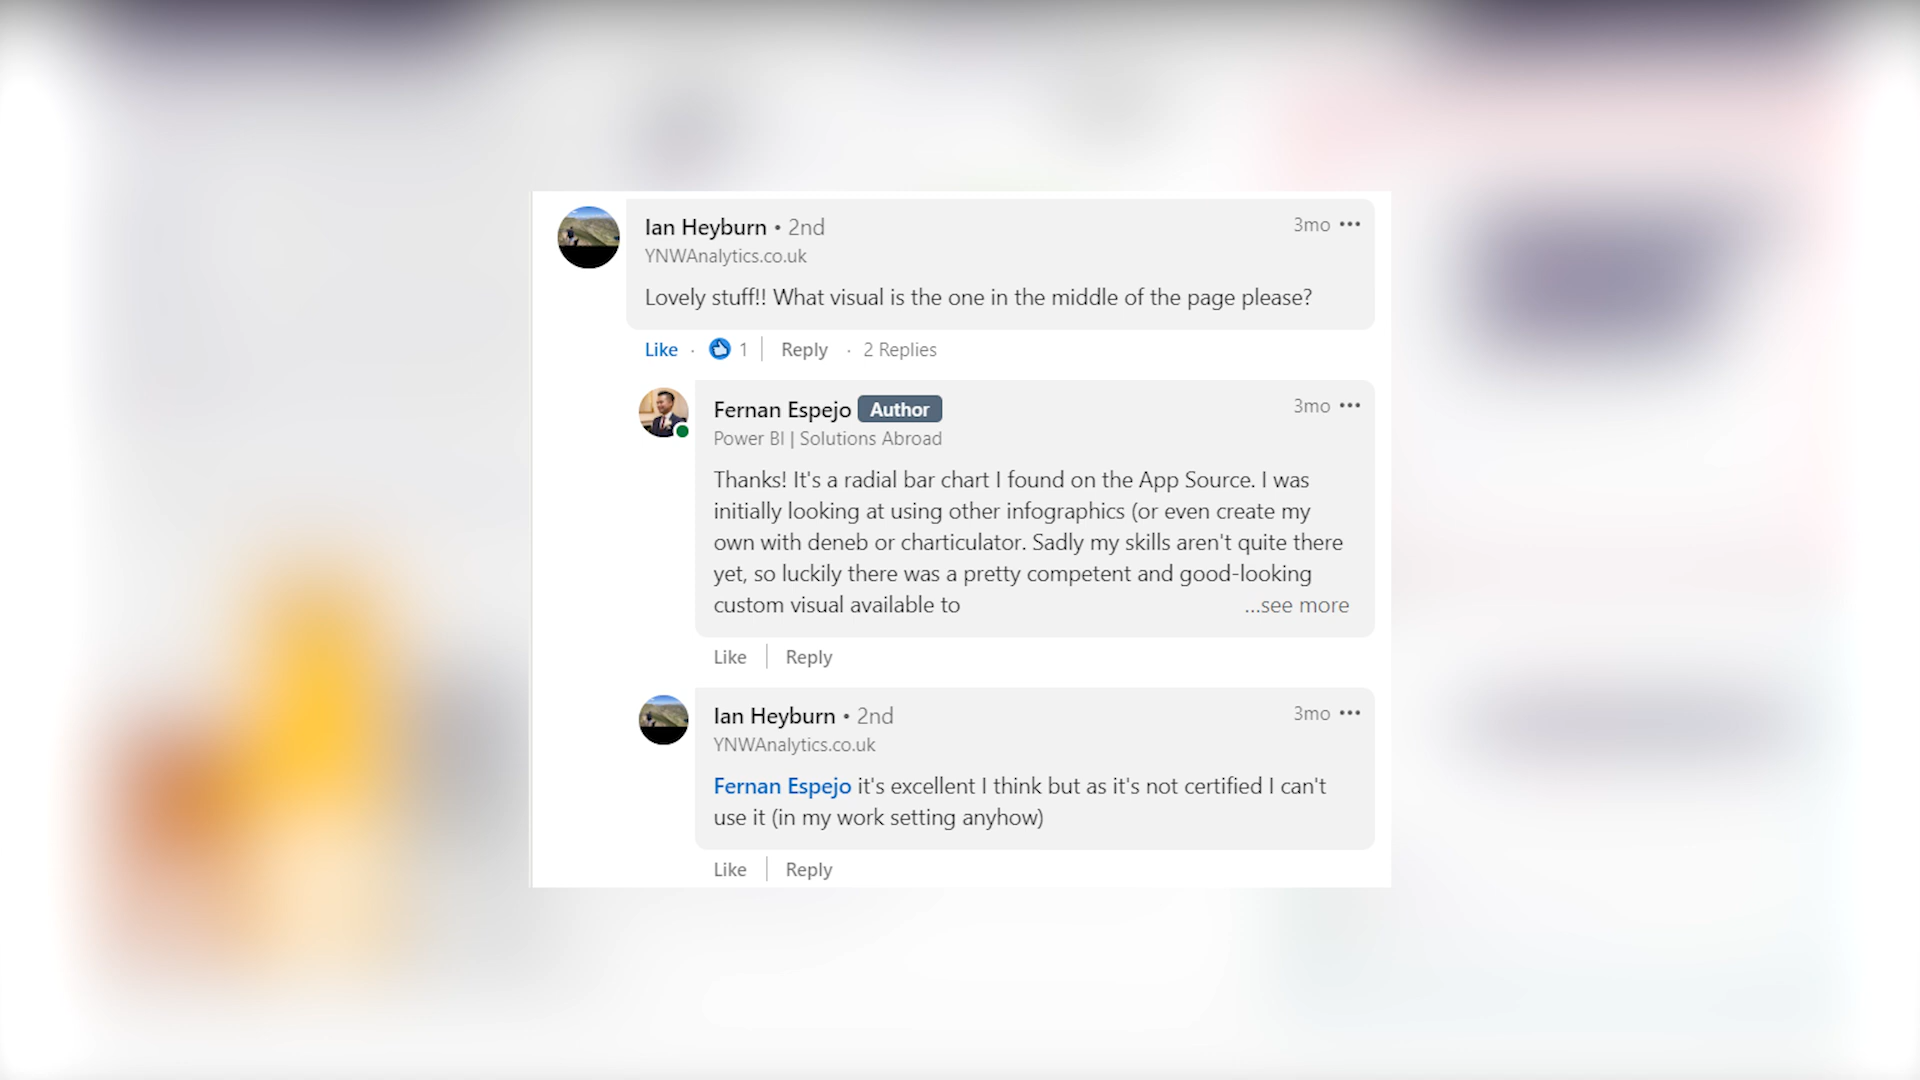 Ian Heyburn • 2nd
3mo •••
YNWAnalytics.co.uk
Lovely stuff!! What visual is the one in the middle of the page please?
Like · 1 | Reply · 2 Replies
Fernan Espejo Author
3mo •••
Power BI | Solutions Abroad
Thanks! It's a radial bar chart I found on the App Source. I was
initially looking at using other infographics (or even create my
own with deneb or charticulator. Sadly my skills aren't quite there
yet, so luckily there was a pretty competent and good-looking
custom visual available to ...see more
Like | Reply
Ian Heyburn • 2nd
3mo •••
YNWAnalytics.co.uk
Fernan Espejo it's excellent I think but as it's not certified I can't
use it (in my work setting anyhow)
Like | Reply